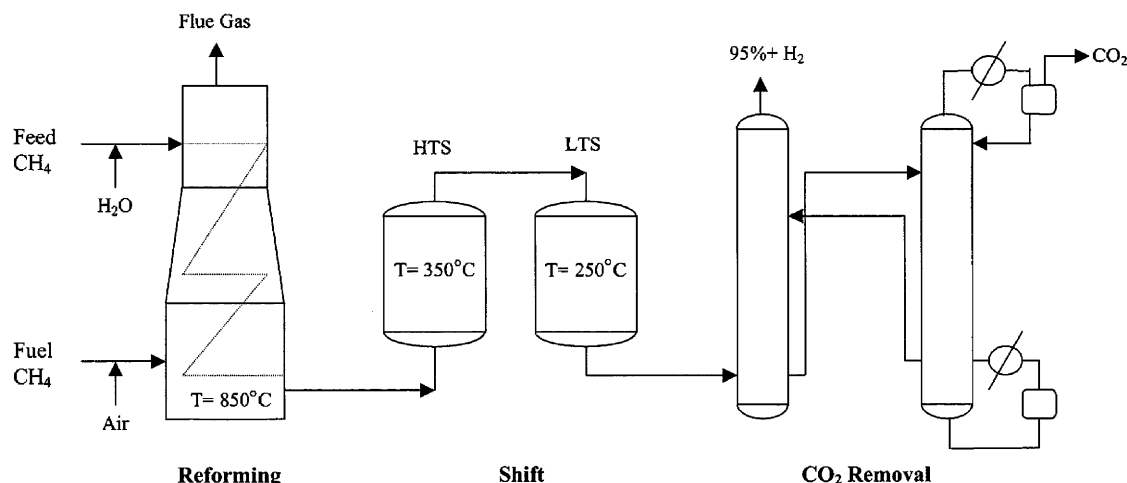 Flue Gas
Feed
CH₄
H₂O
Fuel
CH₄
Air
T= 850°C
HTS
LTS
T= 350°C
T= 250°C
95%+ H₂
CO₂
Reforming
Shift
CO₂ Removal